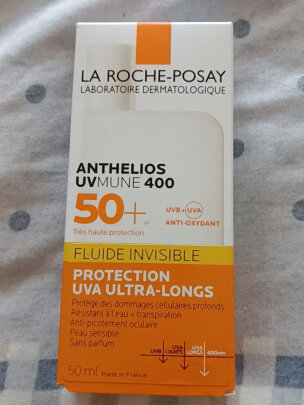 LA ROCHE-POSAY
LABORATOIRE DERMATOLOGIQUE
ANTHELIOS
UVMUNE 400
50+
Très haute protection
UVB+UVA
ANTI-OXYDANT
FLUIDE INVISIBLE
PROTECTION
UVA ULTRA-LONGS
Protège des dommages cellulaires profonds
Résistant à l'eau + transpiration
Anti-picotement oculaire
Peau sensible
Sans parfum
UVB
UVA COURTS
UVA LONGS
400nm
50 ml
Made in France